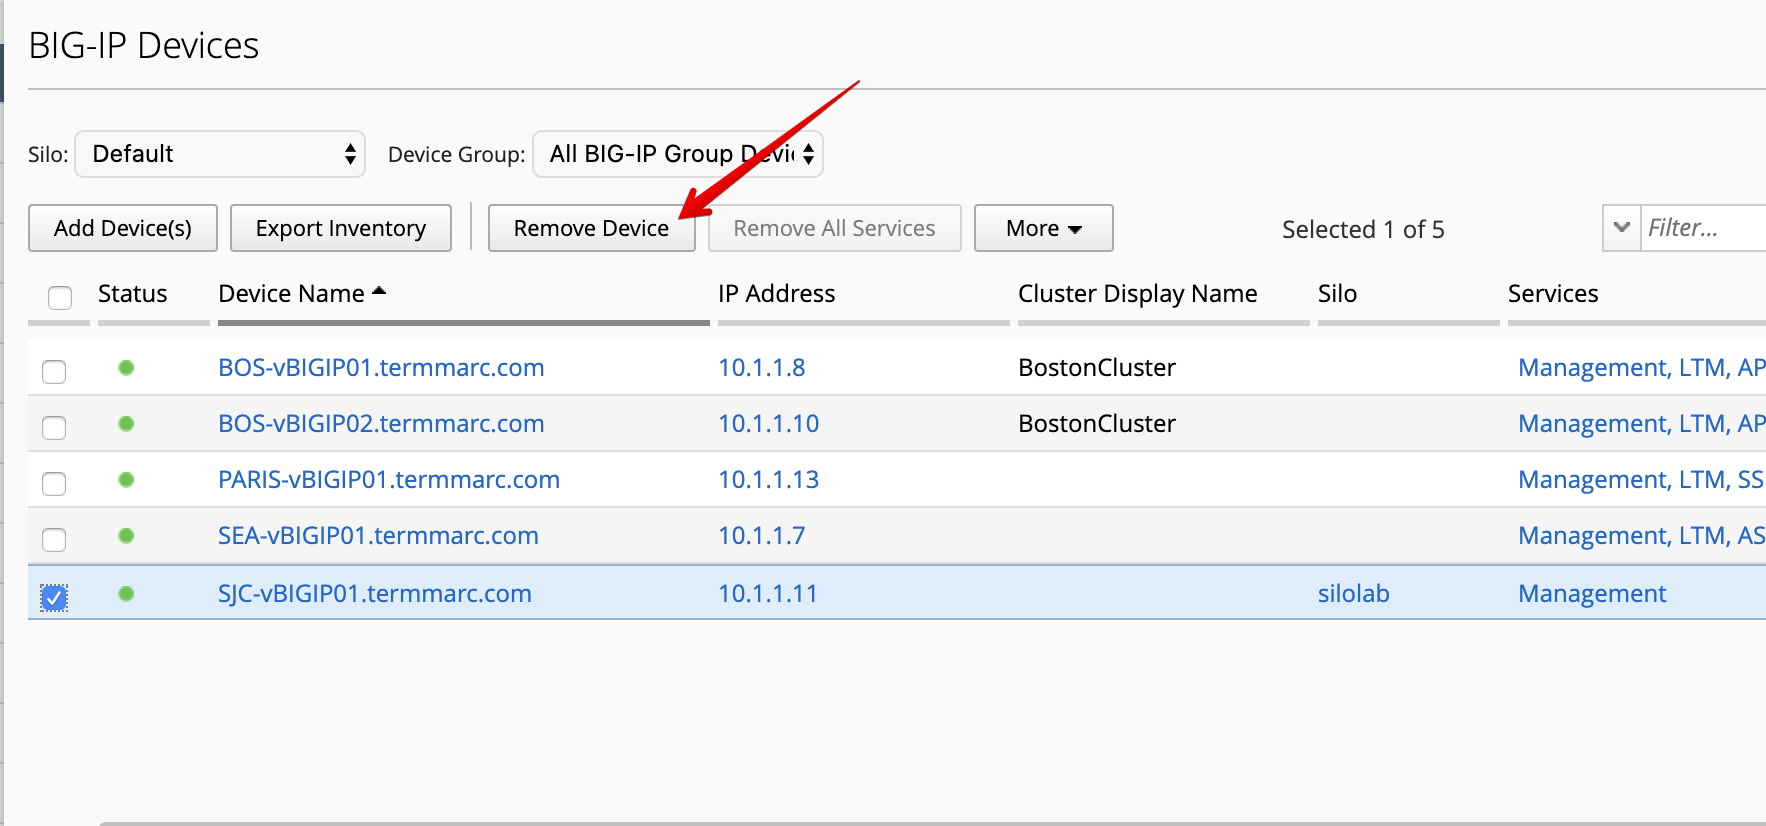 BIG-IP Devices
Silo: Default Device Group: All BIG-IP Group
Add Device(s) Export Inventory Remove Device Remove All Services More Selected 1 of 5 Filter...
Status Device Name IP Address Cluster Display Name Silo Services
BOS-vBIGIP01.termmarc.com 10.1.1.8 BostonCluster Management, LTM, AP
BOS-vBIGIP02.termmarc.com 10.1.1.10 BostonCluster Management, LTM, AP
PARIS-vBIGIP01.termmarc.com 10.1.1.13 Management, LTM, SS
SEA-vBIGIP01.termmarc.com 10.1.1.7 Management, LTM, AS
SJC-vBIGIP01.termmarc.com 10.1.1.11 silolab Management